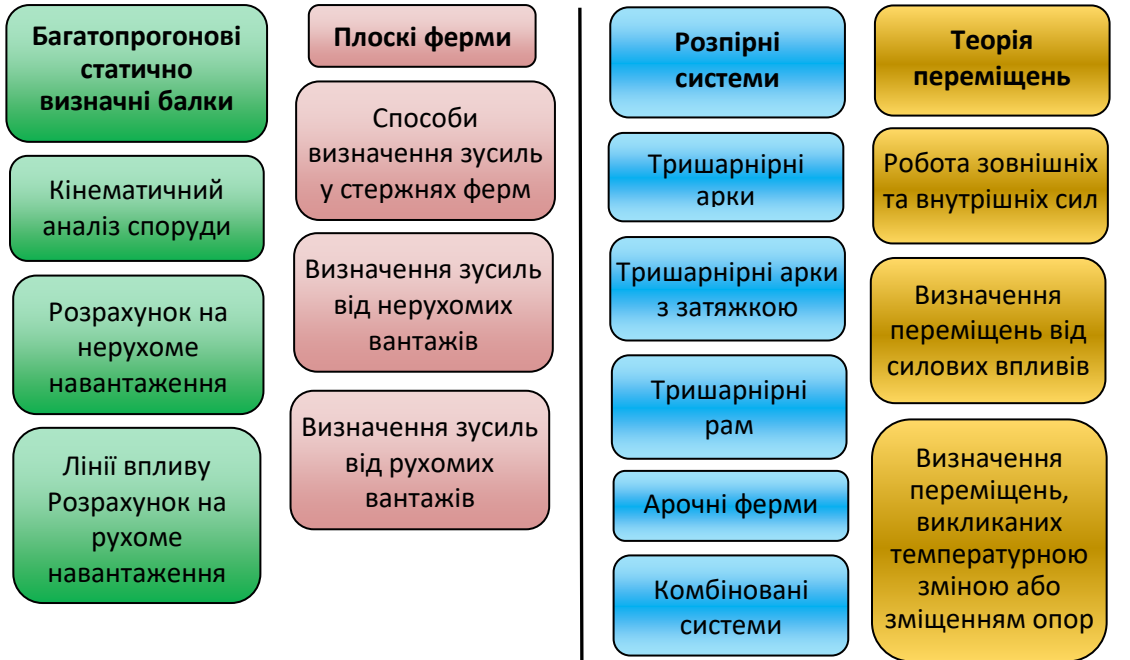 Багатопрогонові
статично
визначні балки
Кінематичний
аналіз споруди
Розрахунок на
нерухоме
навантаження
Лінії впливу
Розрахунок на
рухоме
навантаження
Плоскі ферми
Способи
визначення зусиль
у стержнях ферм
Визначення зусиль
від нерухомих
вантажів
Визначення зусиль
від рухомих
вантажів
Розпірні
системи
Тришарнірні
арки
Тришарнірні арки
з затяжкою
Тришарнірні
рам
Арочні ферми
Комбіновані
системи
Теорія
переміщень
Робота зовнішніх
та внутрішніх сил
Визначення
переміщень від
силових впливів
Визначення
переміщень,
викликаних
температурною
зміною або
зміщенням опор